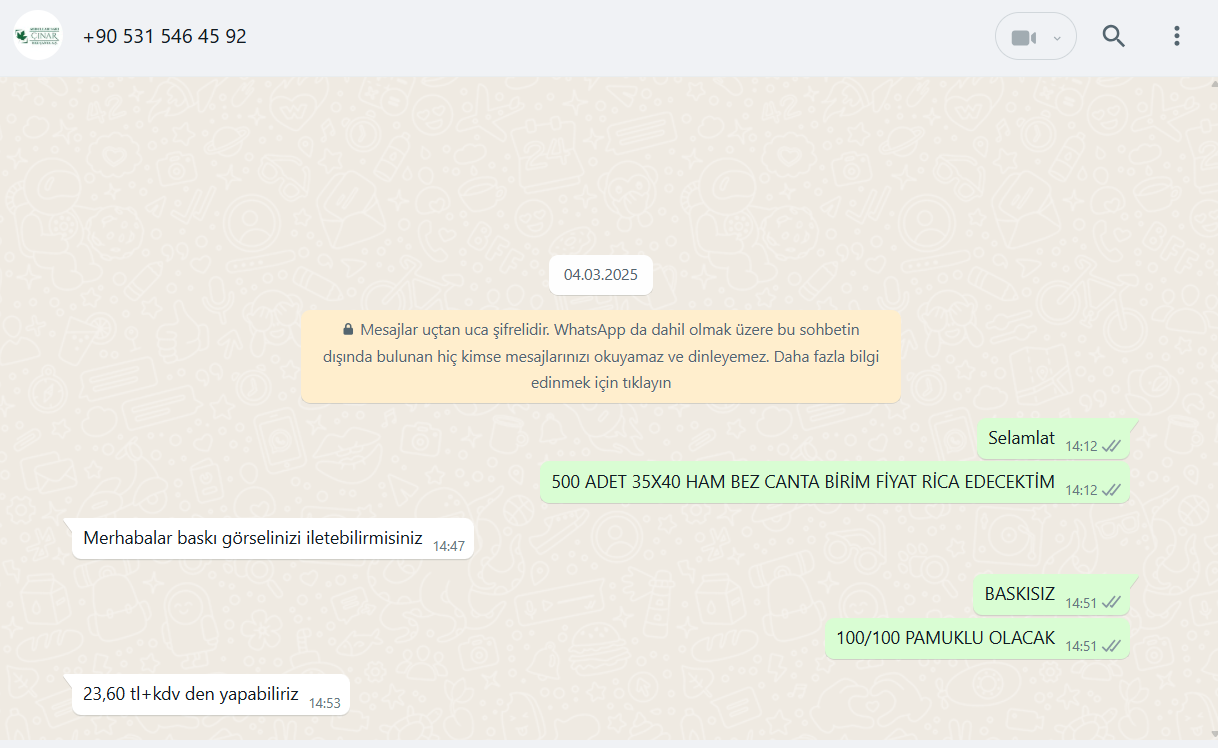 ÇINAR
+90 531 546 45 92
04.03.2025
Mesajlar uçtan uca şifrelidir. WhatsApp da dahil olmak üzere bu sohbetin
dışında bulunan hiç kimse mesajlarınızı okuyamaz ve dinleyemez. Daha fazla bilgi
edinmek için tıklayın
Selamlat 14:12
500 ADET 35X40 HAM BEZ CANTA BİRİM FİYAT RİCA EDECEKTİM 14:12
Merhabalar baskı görselinizi iletebilirmisiniz 14:47
BASKISIZ 14:51
100/100 PAMUKLU OLACAK 14:51
23,60 tl+kdv den yapabiliriz 14:53